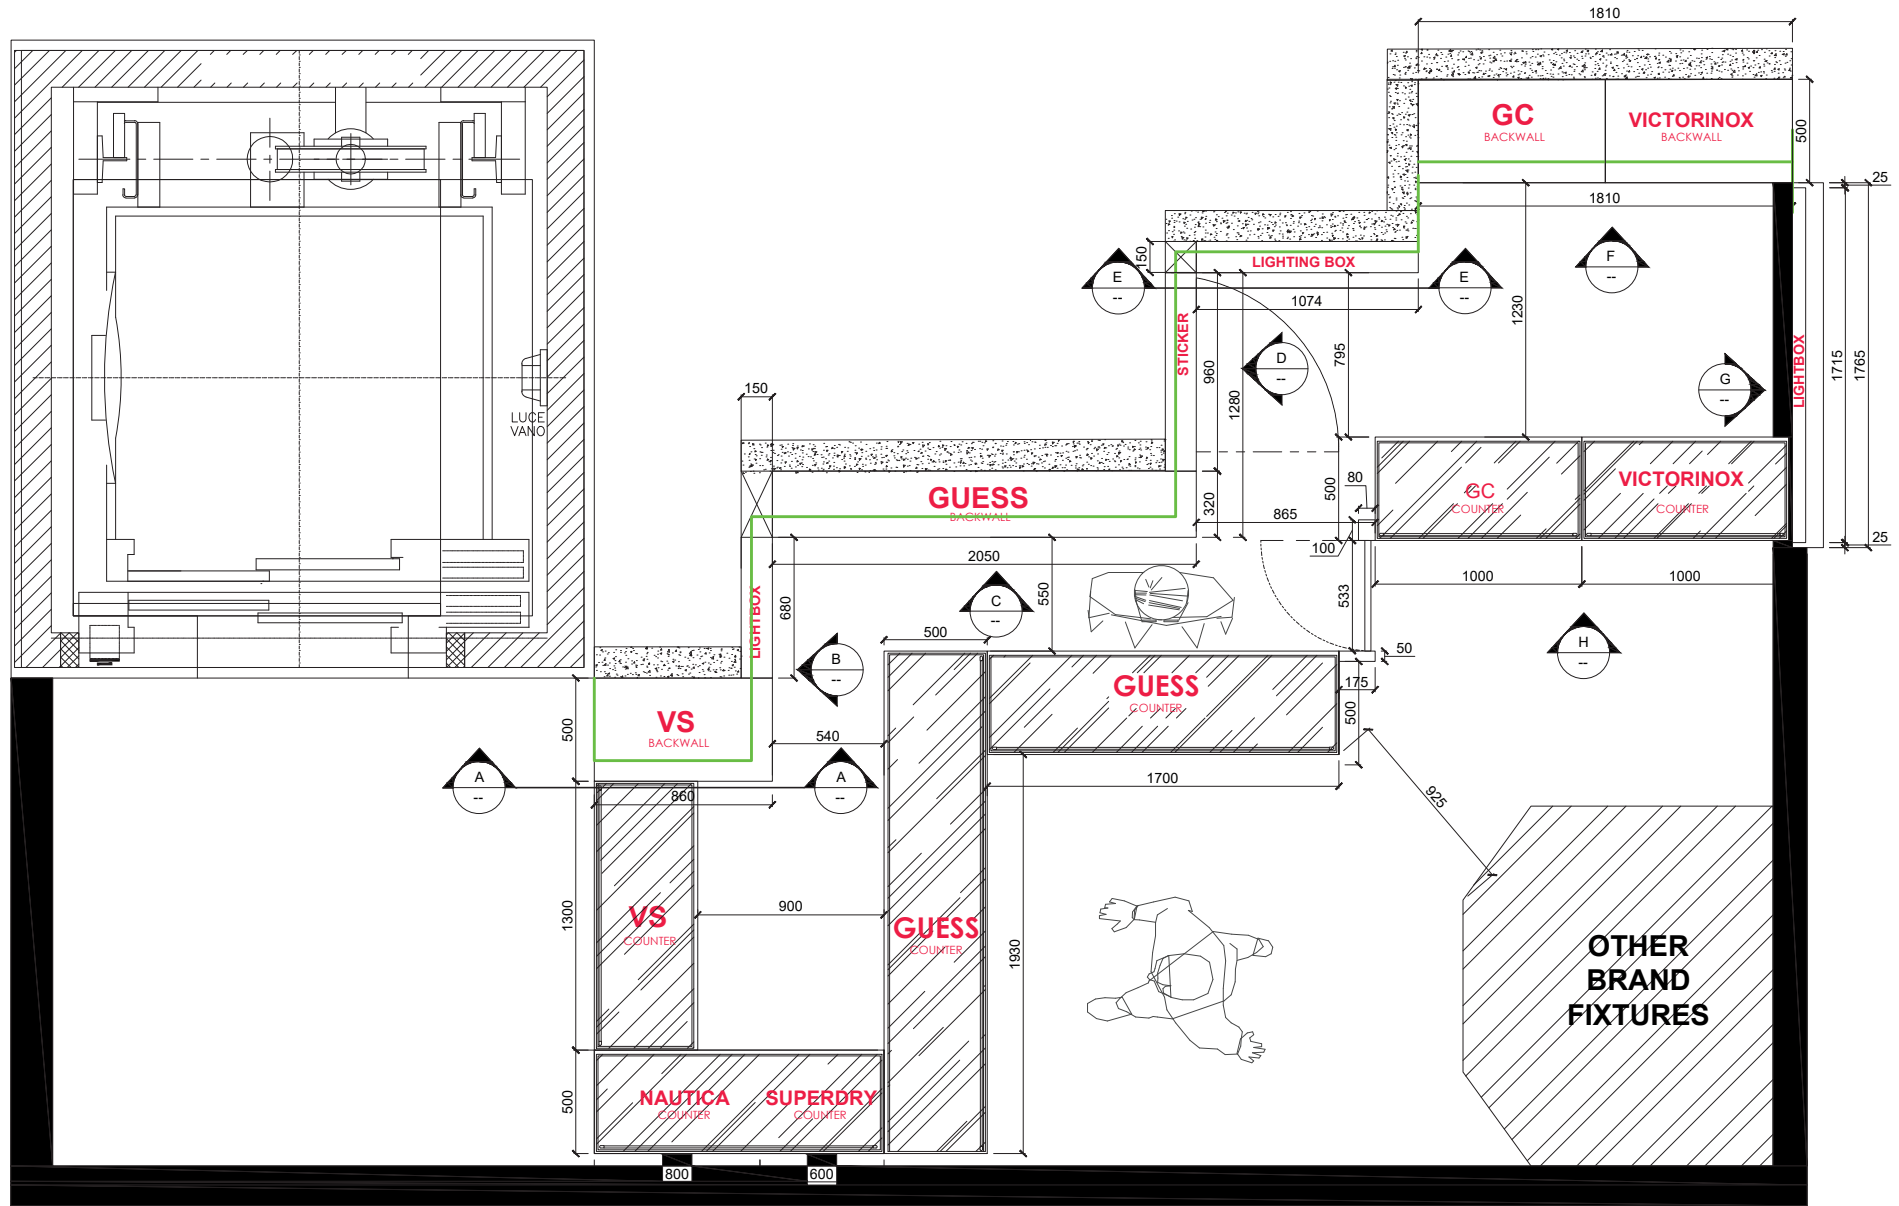 1810
GC
BACKWALL
VICTORINOX
BACKWALL
500
25
1810
150
LIGHTING BOX
E
--
E
--
F
--
1074
1230
STICKER
960
1280
795
D
--
G
--
LIGHTBOX
1715
1765
LUCE
VANO
150
GUESS
BACKWALL
320
500
80
GC
COUNTER
VICTORINOX
COUNTER
865
100
25
2050
550
533
1000
1000
LIGHTBOX
680
C
--
500
H
--
50
B
--
GUESS
COUNTER
175
500
VS
BACKWALL
500
540
A
--
A
--
860
1700
925
VS
COUNTER
1300
900
GUESS
COUNTER
1930
OTHER
BRAND
FIXTURES
NAUTICA
COUNTER
SUPERDRY
COUNTER
500
800
600